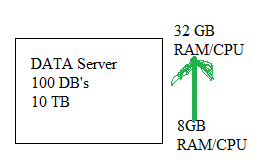 DATA Server
100 DB's
10 TB
32 GB
RAM/CPU
8GB
RAM/CPU